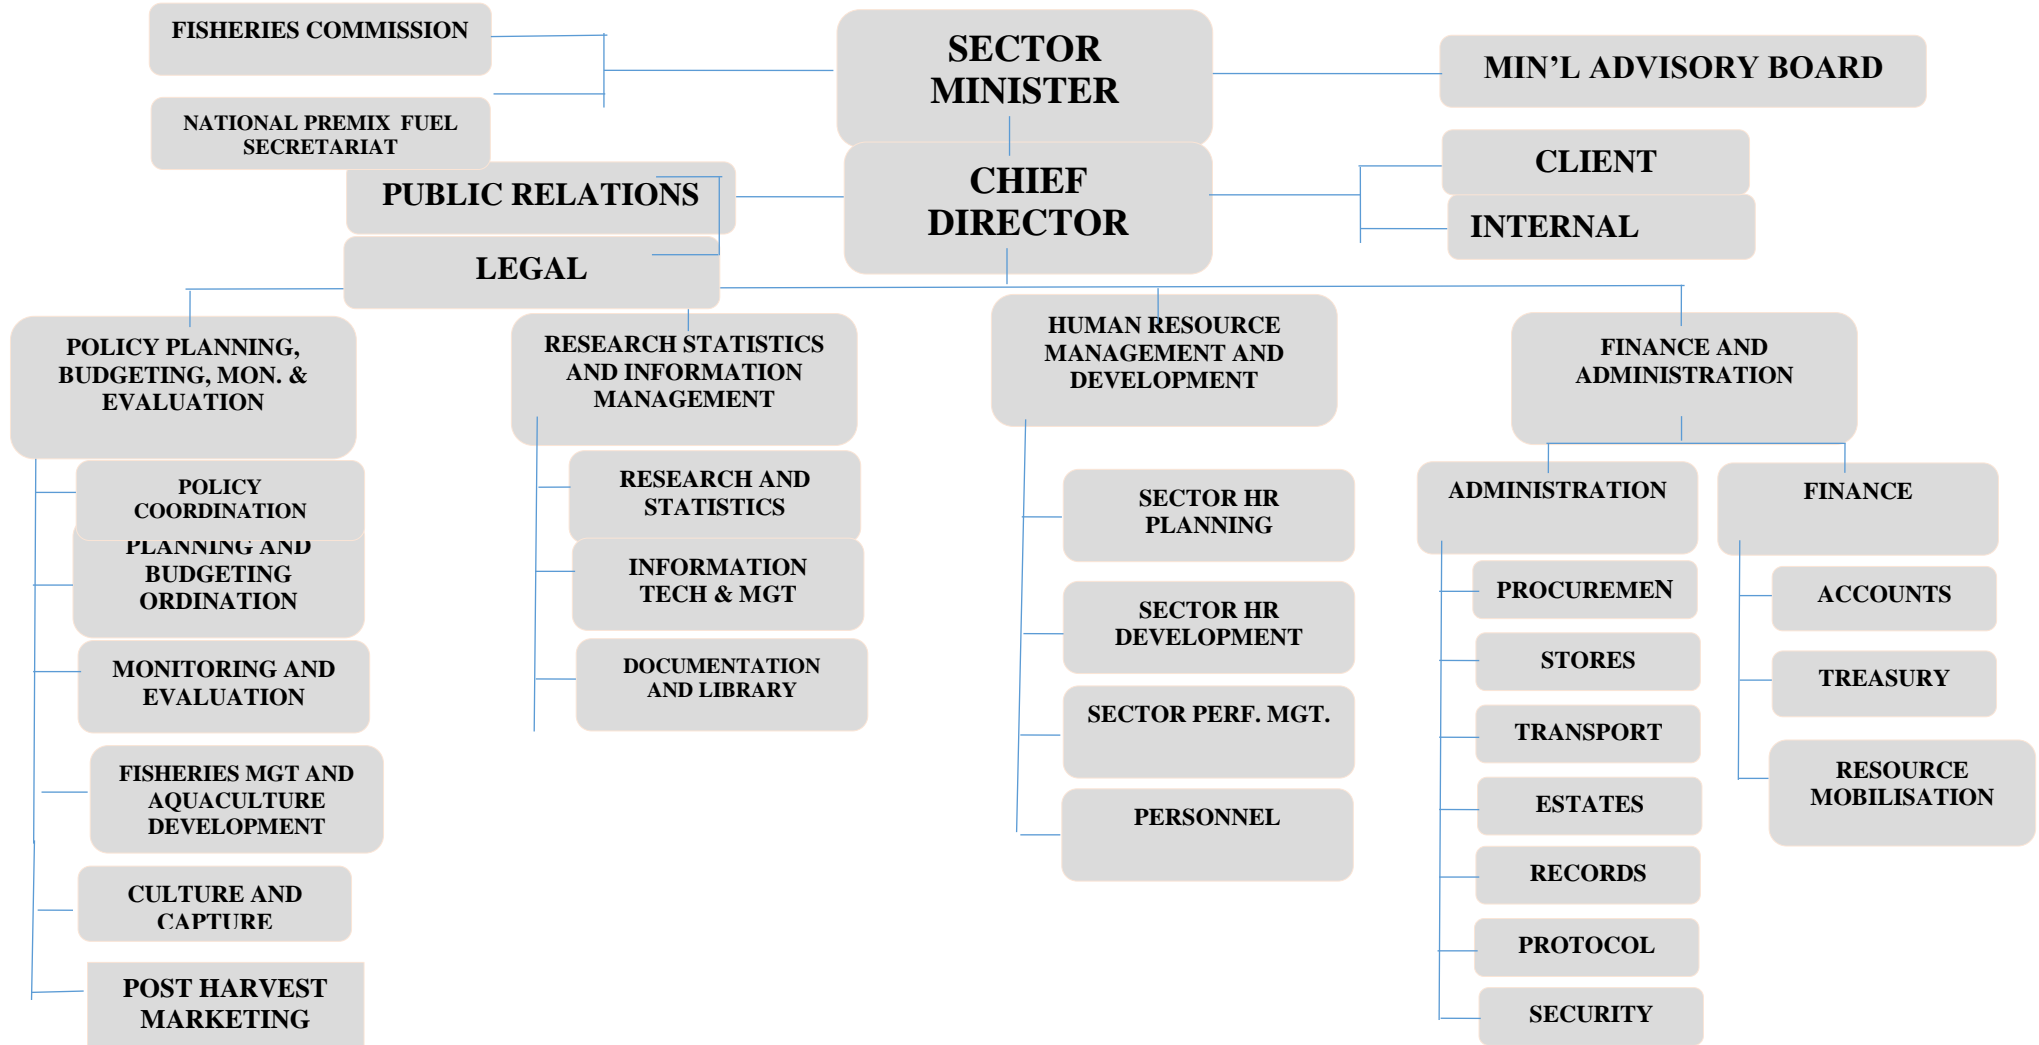 FISHERIES COMMISSION
SECTOR
MINISTER
MIN’L ADVISORY BOARD
NATIONAL PREMIX FUEL
SECRETARIAT
PUBLIC RELATIONS
CHIEF
DIRECTOR
CLIENT
INTERNAL
LEGAL
POLICY PLANNING,
BUDGETING, MON. &
EVALUATION
RESEARCH STATISTICS
AND INFORMATION
MANAGEMENT
HUMAN RESOURCE
MANAGEMENT AND
DEVELOPMENT
FINANCE AND
ADMINISTRATION
POLICY
COORDINATION
PLANNING AND
BUDGETING
ORDINATION
MONITORING AND
EVALUATION
FISHERIES MGT AND
AQUACULTURE
DEVELOPMENT
CULTURE AND
CAPTURE
POST HARVEST
MARKETING
RESEARCH AND
STATISTICS
INFORMATION
TECH & MGT
DOCUMENTATION
AND LIBRARY
SECTOR HR
PLANNING
SECTOR HR
DEVELOPMENT
SECTOR PERF. MGT.
PERSONNEL
ADMINISTRATION
PROCUREMEN
STORES
TRANSPORT
ESTATES
RECORDS
PROTOCOL
SECURITY
FINANCE
ACCOUNTS
TREASURY
RESOURCE
MOBILISATION